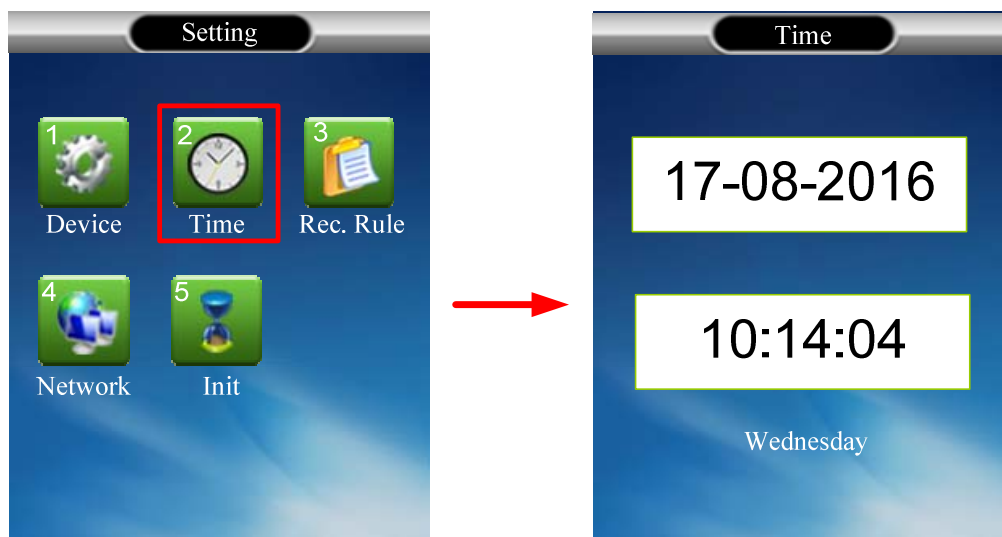 Setting
1
2
3
Device
Time
Rec. Rule
4
5
Network
Init
Time
17-08-2016
10:14:04
Wednesday